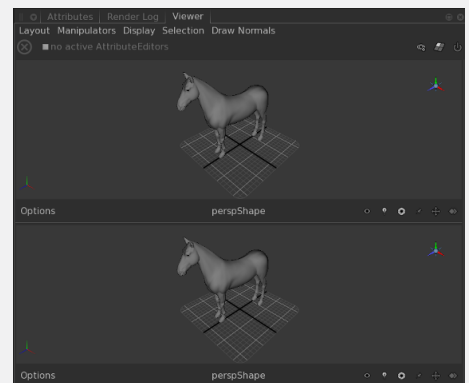 Attributes Render Log Viewer
Layout Manipulators Display Selection Draw Normals
no active AttributeEditors
Options perspShape
Options perspShape